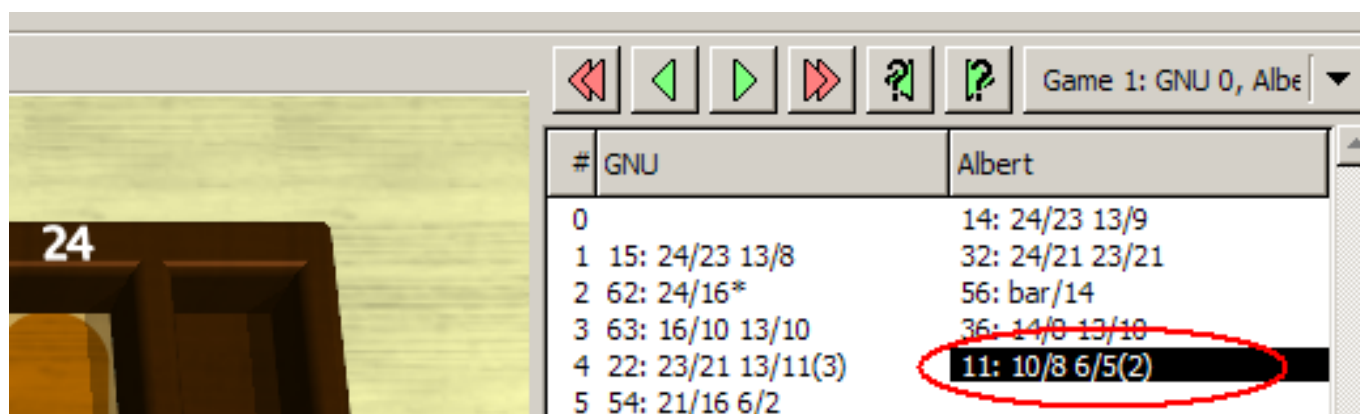 Game 1: GNU 0, Albe
24
# GNU Albert
0 14: 24/23 13/9
1 15: 24/23 13/8 32: 24/21 23/21
2 62: 24/16* 56: bar/14
3 63: 16/10 13/10 36: 14/8 13/10
4 22: 23/21 13/11(3) 11: 10/8 6/5(2)
5 54: 21/16 6/2